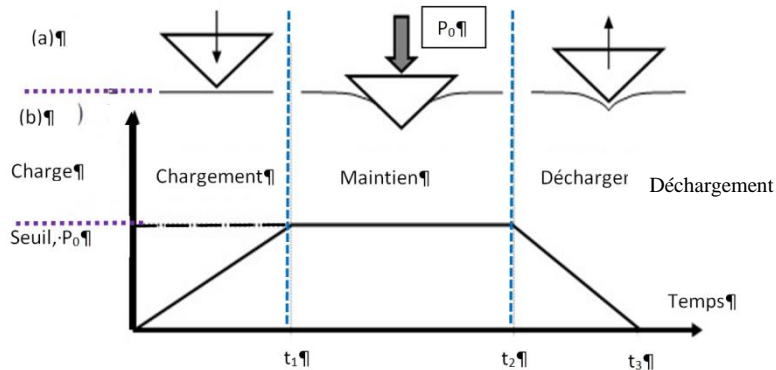 (a)¶
P₀¶
(b)¶ )
Charge¶
Chargement¶
Maintien¶
Décharger
Déchargement
Seuil,·P₀¶
Temps¶
t₁¶
t₂¶
t₃¶